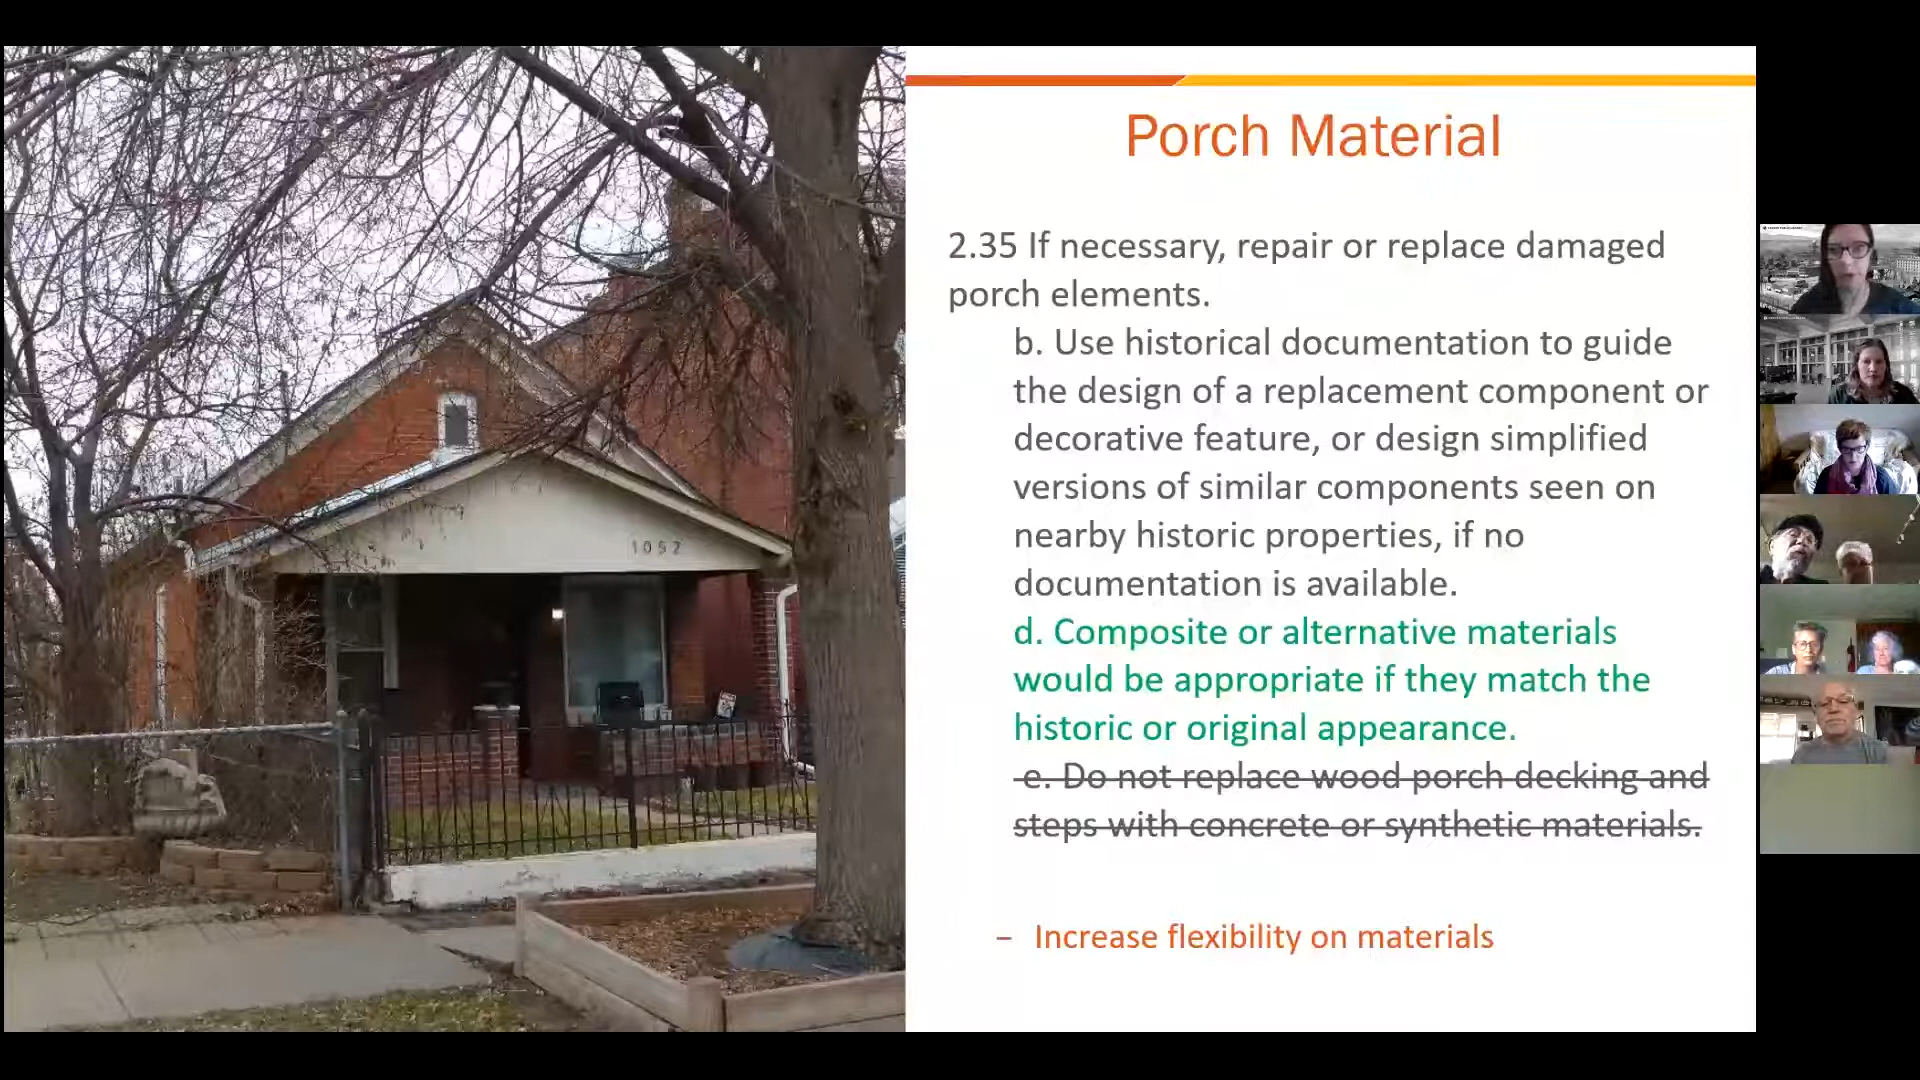 Porch Material
2.35 If necessary, repair or replace damaged
porch elements.
b. Use historical documentation to guide
the design of a replacement component or
decorative feature, or design simplified
versions of similar components seen on
nearby historic properties, if no
documentation is available.
d. Composite or alternative materials
would be appropriate if they match the
historic or original appearance.
e. Do not replace wood porch decking and
steps with concrete or synthetic materials.
– Increase flexibility on materials
1052